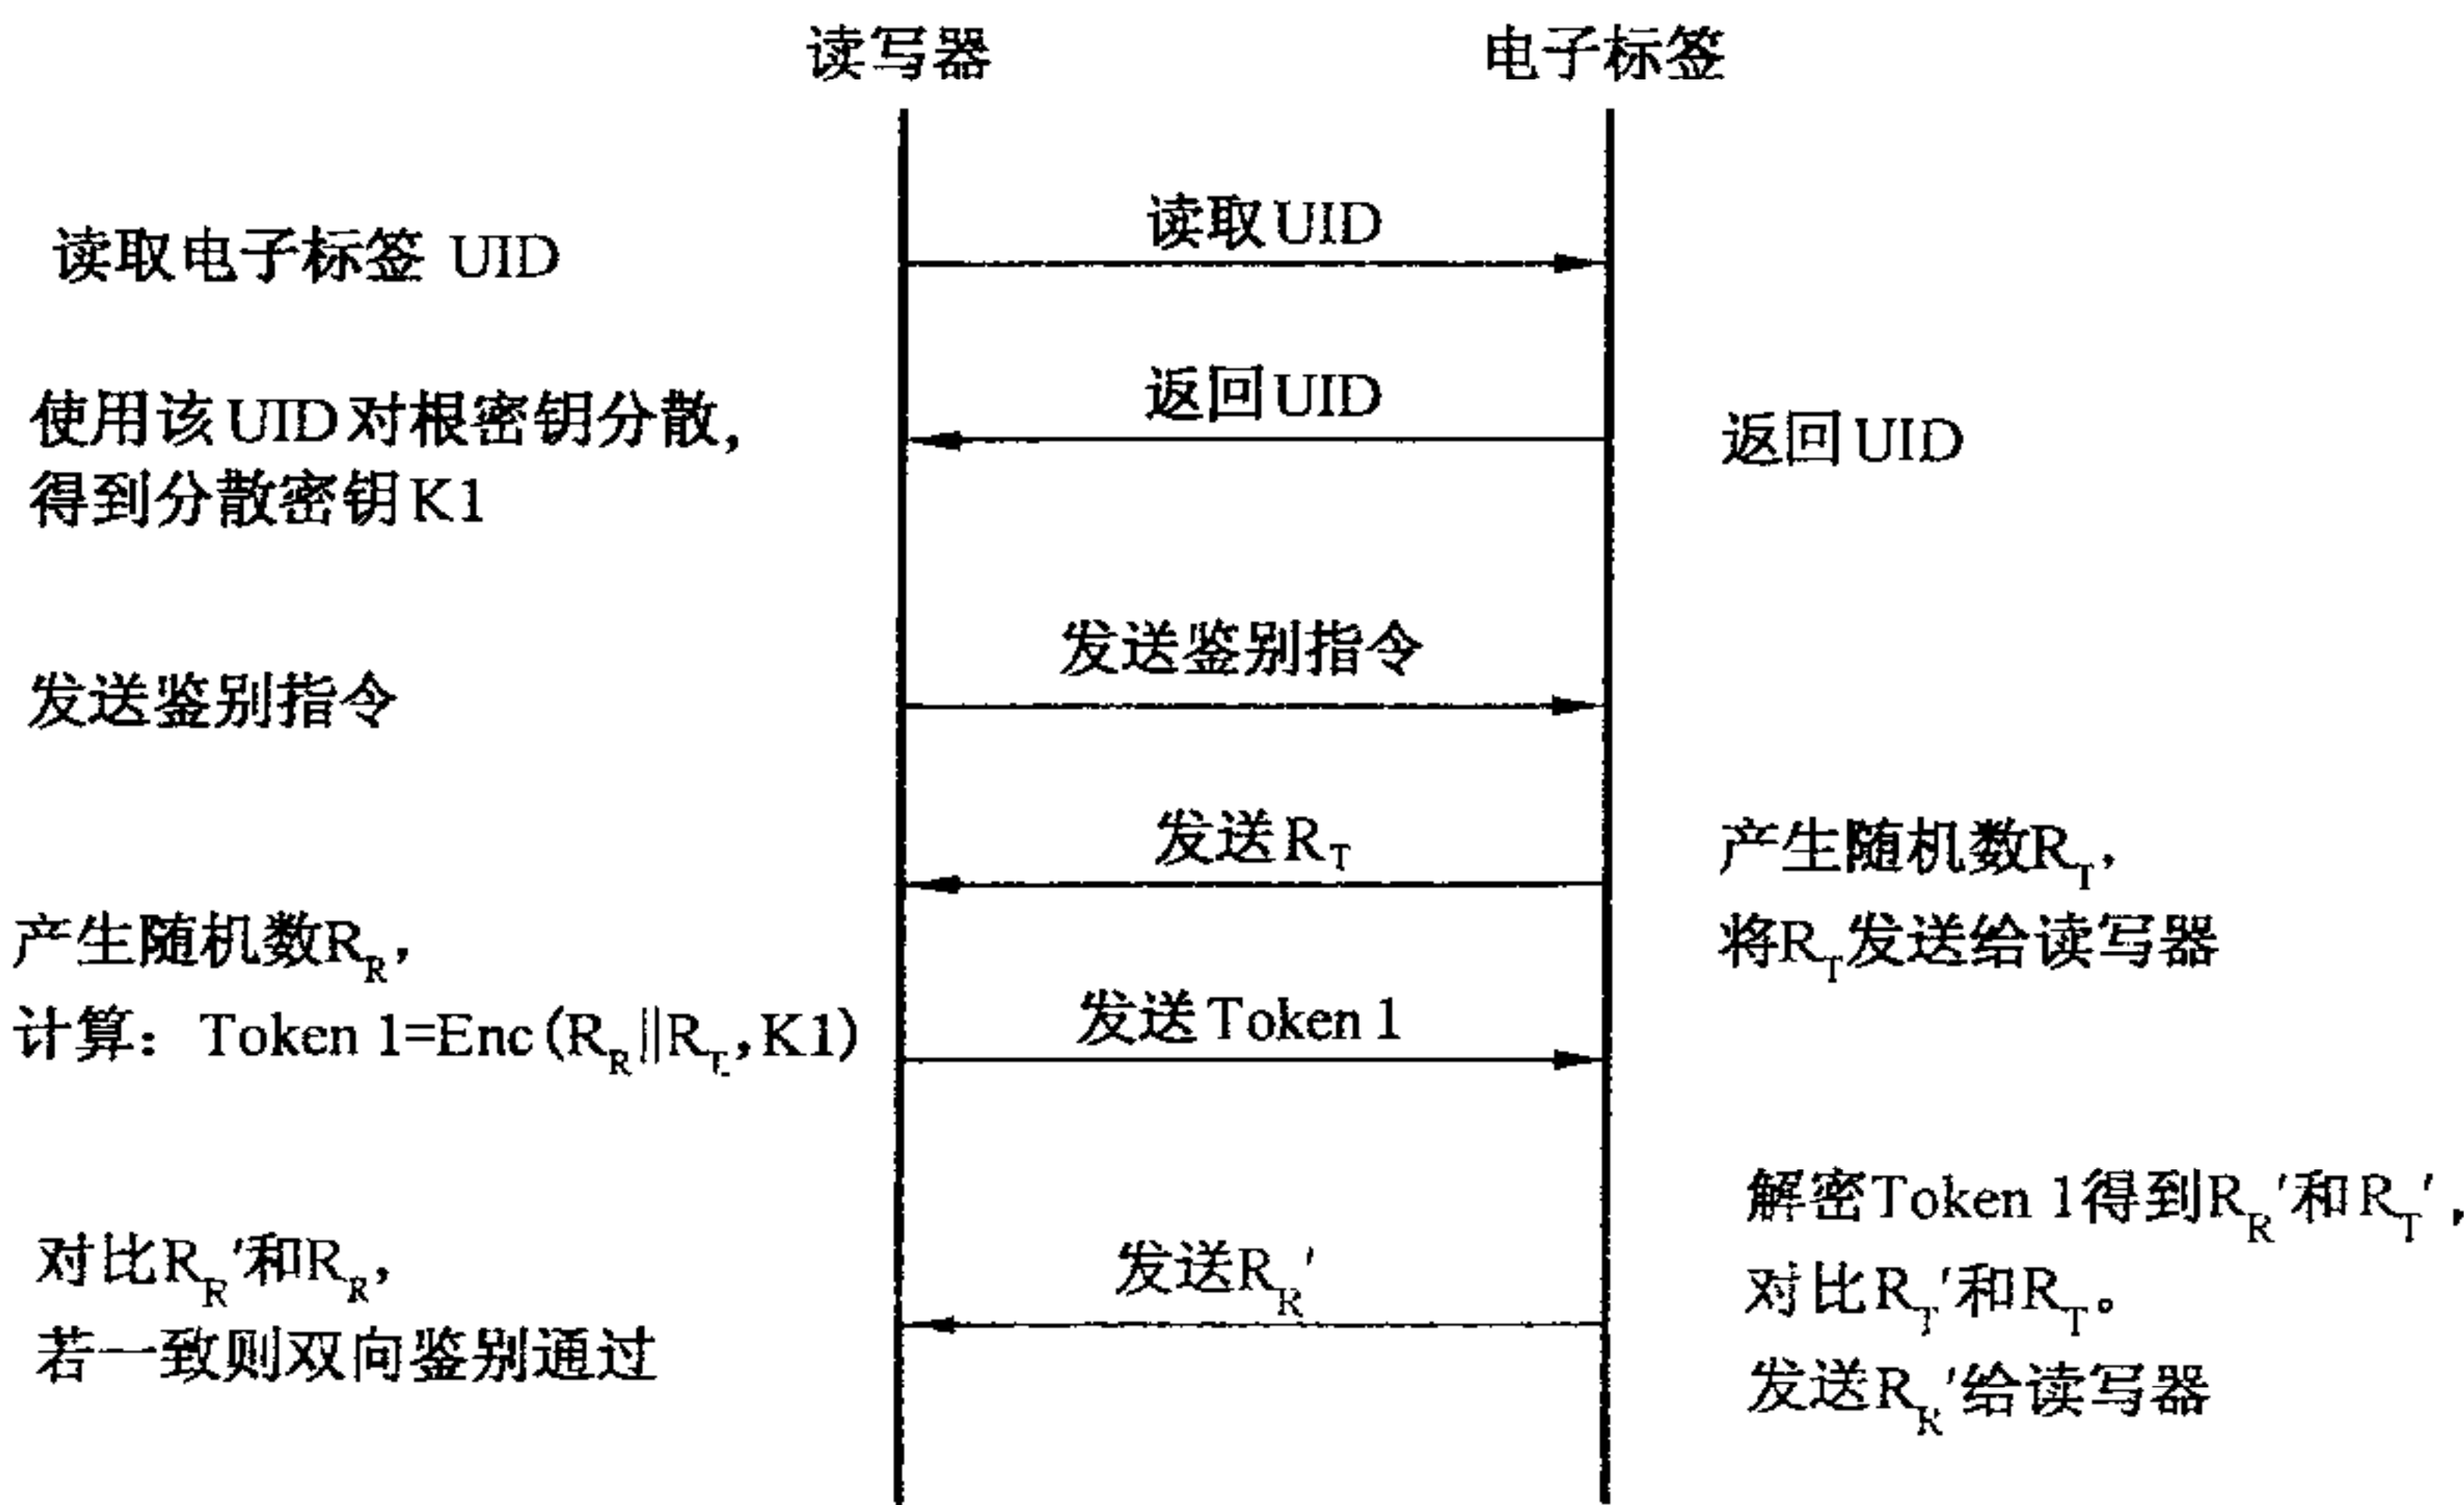 读写器
电子标签
读取UID
读取电子标签 UID
返回UID
使用该UID对根密钥分散，
得到分散密钥K1
返回UID
发送鉴别指令
发送鉴别指令
发送R_T
产生随机数R_T，
将R_T发送给读写器
产生随机数R_R，
计算：Token 1=Enc(R_R||R_T,K1)
发送Token 1
解密Token 1得到R_R′和R_T′，
对比R_T′和R_T。
发送R_R′给读写器
发送R_R′
对比R_R′和R_R，
若一致则双向鉴别通过